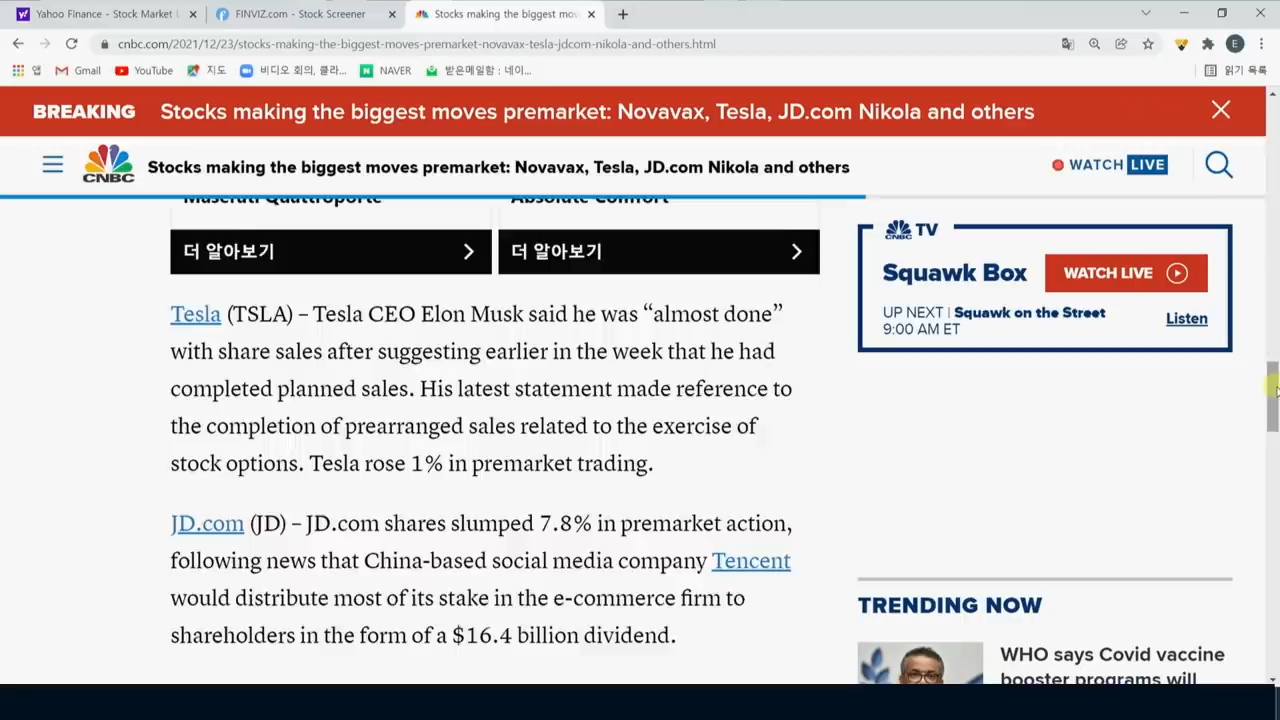 Yahoo Finance - Stock Market L
FINVIZ.com - Stock Screener
Stocks making the biggest mov
cnbc.com/2021/12/23/stocks-making-the-biggest-moves-premarket-novavax-tesla-jdcom-nikola-and-others.html
E
앱
Gmail
YouTube
지도
비디오 회의, 클라...
NAVER
받은메일함 : 네이...
읽기 목록
BREAKING
Stocks making the biggest moves premarket: Novavax, Tesla, JD.com Nikola and others
CNBC
Stocks making the biggest moves premarket: Novavax, Tesla, JD.com Nikola and others
WATCH LIVE
Maserati Quattroporte
Absolute Comfort
더 알아보기
더 알아보기
Tesla (TSLA) – Tesla CEO Elon Musk said he was “almost done”
with share sales after suggesting earlier in the week that he had
completed planned sales. His latest statement made reference to
the completion of prearranged sales related to the exercise of
stock options. Tesla rose 1% in premarket trading.
JD.com (JD) – JD.com shares slumped 7.8% in premarket action,
following news that China-based social media company Tencent
would distribute most of its stake in the e-commerce firm to
shareholders in the form of a $16.4 billion dividend.
CNBC TV
Squawk Box
WATCH LIVE
UP NEXT | Squawk on the Street
9:00 AM ET
Listen
TRENDING NOW
WHO says Covid vaccine
booster programs will